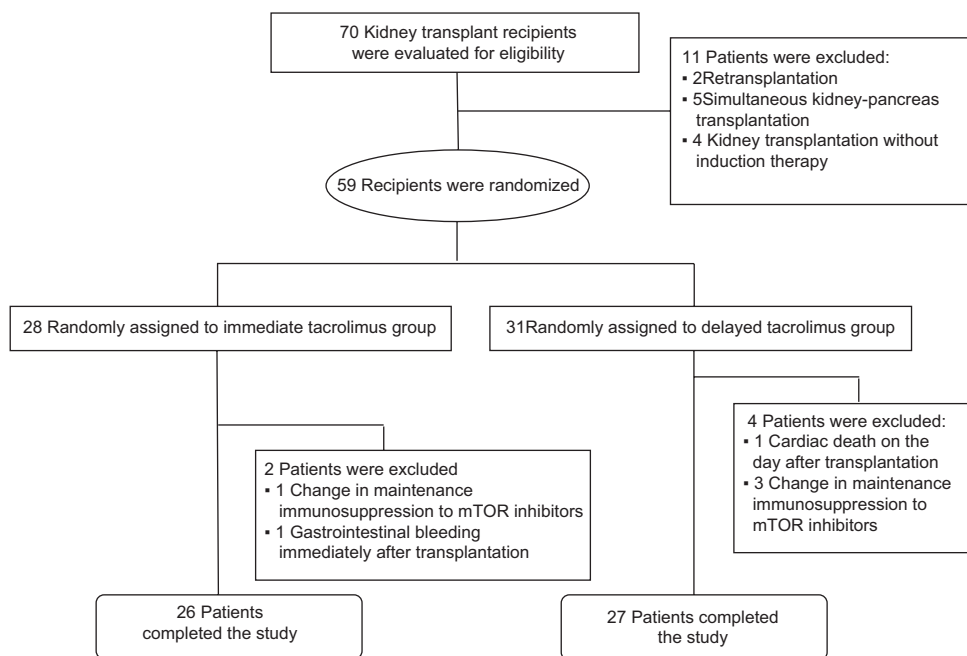 70 Kidney transplant recipients
were evaluated for eligibility
11 Patients were excluded:
▪ 2Retransplantation
▪ 5Simultaneous kidney-pancreas
transplantation
▪ 4 Kidney transplantation without
induction therapy
59 Recipients were randomized
28 Randomly assigned to immediate tacrolimus group
31Randomly assigned to delayed tacrolimus group
2 Patients were excluded
▪ 1 Change in maintenance
immunosuppression to mTOR inhibitors
▪ 1 Gastrointestinal bleeding
immediately after transplantation
4 Patients were excluded:
▪ 1 Cardiac death on the
day after transplantation
▪ 3 Change in maintenance
immunosuppression to
mTOR inhibitors
26 Patients
completed the study
27 Patients completed
the study